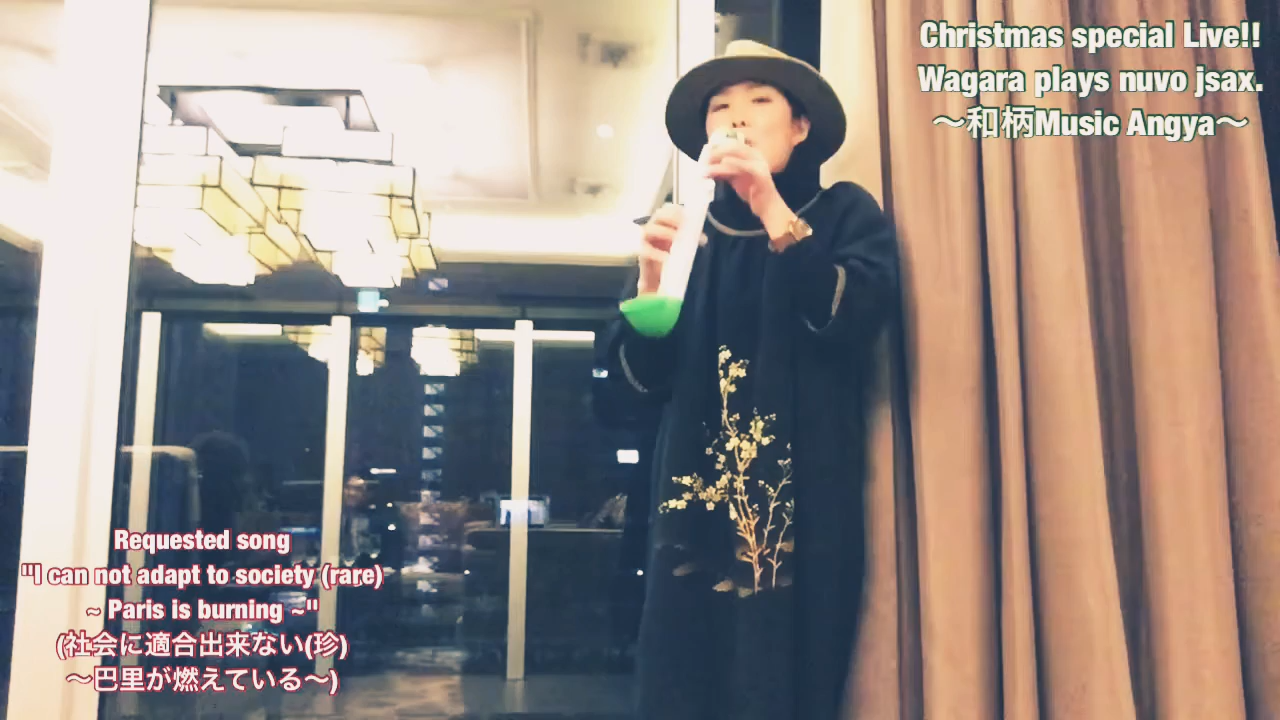 Christmas special Live!!
Wagara plays nuvo jsax.
〜和柄Music Angya〜
Requested song
"I can not adapt to society (rare)
~ Paris is burning ~"
(社会に適合出来ない(珍)
〜巴里が燃えている〜)